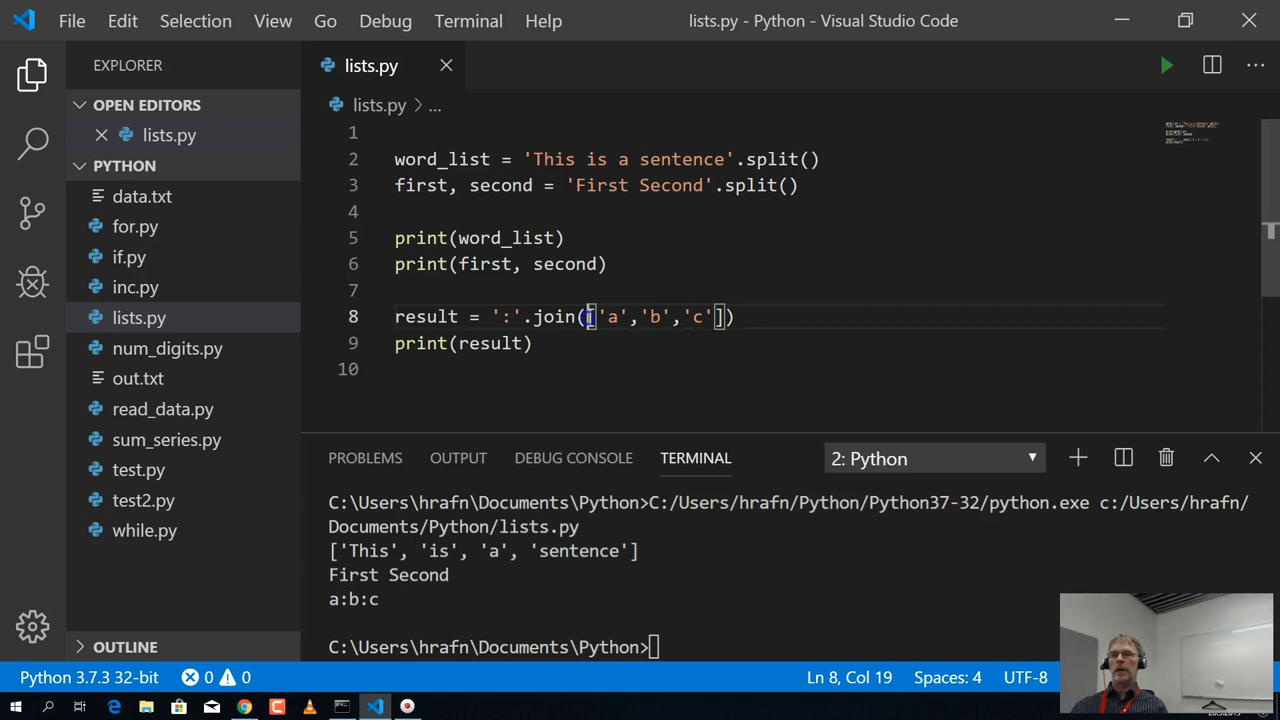 File Edit Selection View Go Debug Terminal Help lists.py - Python - Visual Studio Code
EXPLORER
lists.py
OPEN EDITORS
lists.py
PYTHON
data.txt
for.py
if.py
inc.py
lists.py
num_digits.py
out.txt
read_data.py
sum_series.py
test.py
test2.py
while.py
OUTLINE
lists.py > ...
1
2 word_list = 'This is a sentence'.split()
3 first, second = 'First Second'.split()
4
5 print(word_list)
6 print(first, second)
7
8 result = ':'.join(['a','b','c'])
9 print(result)
10
PROBLEMS OUTPUT DEBUG CONSOLE TERMINAL 2: Python
C:\Users\hrafn\Documents\Python>C:/Users/hrafn/Python/Python37-32/python.exe c:/Users/hrafn/
Documents/Python/lists.py
['This', 'is', 'a', 'sentence']
First Second
a:b:c
C:\Users\hrafn\Documents\Python>
Python 3.7.3 32-bit 0 0 Ln 8, Col 19 Spaces: 4 UTF-8